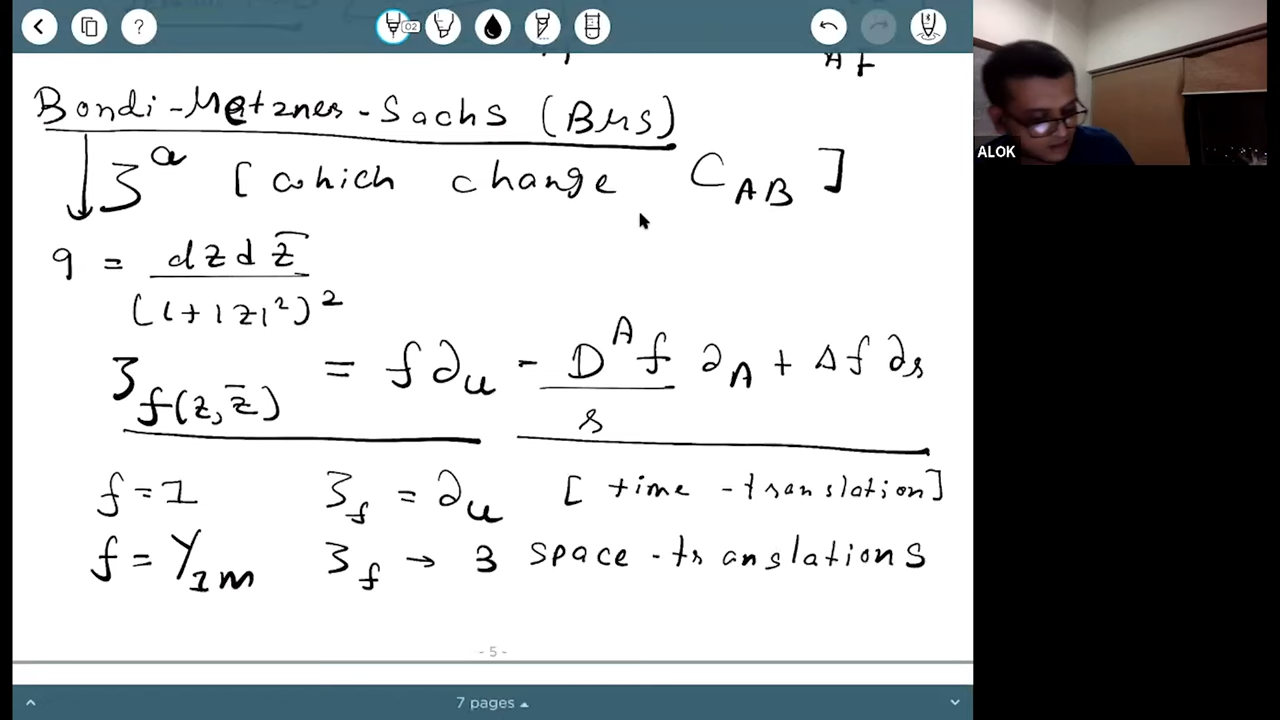 ? 02
Bondi-Metzner-Sachs (BMS)
↓ ξ^a [which change C_AB]
q = dz dz̄ / (1+|z|²)²
ξ_f(z, z̄) = f ∂_u - D^A f / r ∂_A + Δf ∂_r
f = 1 ξ_f = ∂_u [time-translation]
f = Y_1m ξ_f → 3 space-translations
- 5 -
7 pages
ALOK